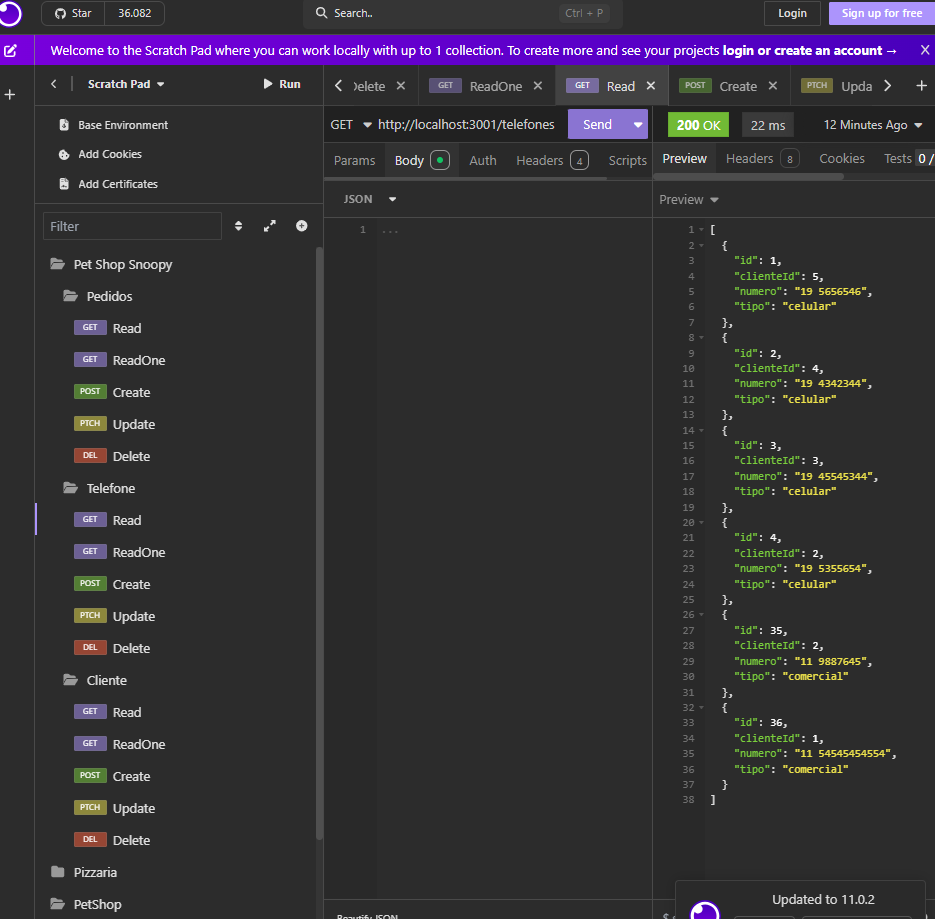 Star 36.082
Search.. Ctrl + P
Login
Sign up for free
Welcome to the Scratch Pad where you can work locally with up to 1 collection. To create more and see your projects login or create an account → X
Scratch Pad
Run
Base Environment
Add Cookies
Add Certificates
Filter
Pet Shop Snoopy
Pedidos
GET Read
GET ReadOne
POST Create
PTCH Update
DEL Delete
Telefone
GET Read
GET ReadOne
POST Create
PTCH Update
DEL Delete
Cliente
GET Read
GET ReadOne
POST Create
PTCH Update
DEL Delete
Pizzaria
PetShop
Delete
GET ReadOne
GET Read
POST Create
PTCH Upda
GET http://localhost:3001/telefones Send
Params Body Auth Headers 4 Scripts
JSON
1 ...
Beautify JSON
200 OK 22 ms 12 Minutes Ago
Preview Headers 8 Cookies Tests 0 /
Preview
1 [
2 {
3 "id": 1,
4 "clienteId": 5,
5 "numero": "19 5656546",
6 "tipo": "celular"
7 },
8 {
9 "id": 2,
10 "clienteId": 4,
11 "numero": "19 4342344",
12 "tipo": "celular"
13 },
14 {
15 "id": 3,
16 "clienteId": 3,
17 "numero": "19 45545344",
18 "tipo": "celular"
19 },
20 {
21 "id": 4,
22 "clienteId": 2,
23 "numero": "19 5355654",
24 "tipo": "celular"
25 },
26 {
27 "id": 35,
28 "clienteId": 2,
29 "numero": "11 9887645",
30 "tipo": "comercial"
31 },
32 {
33 "id": 36,
34 "clienteId": 1,
35 "numero": "11 54545454554",
36 "tipo": "comercial"
37 }
38 ]
Updated to 11.0.2